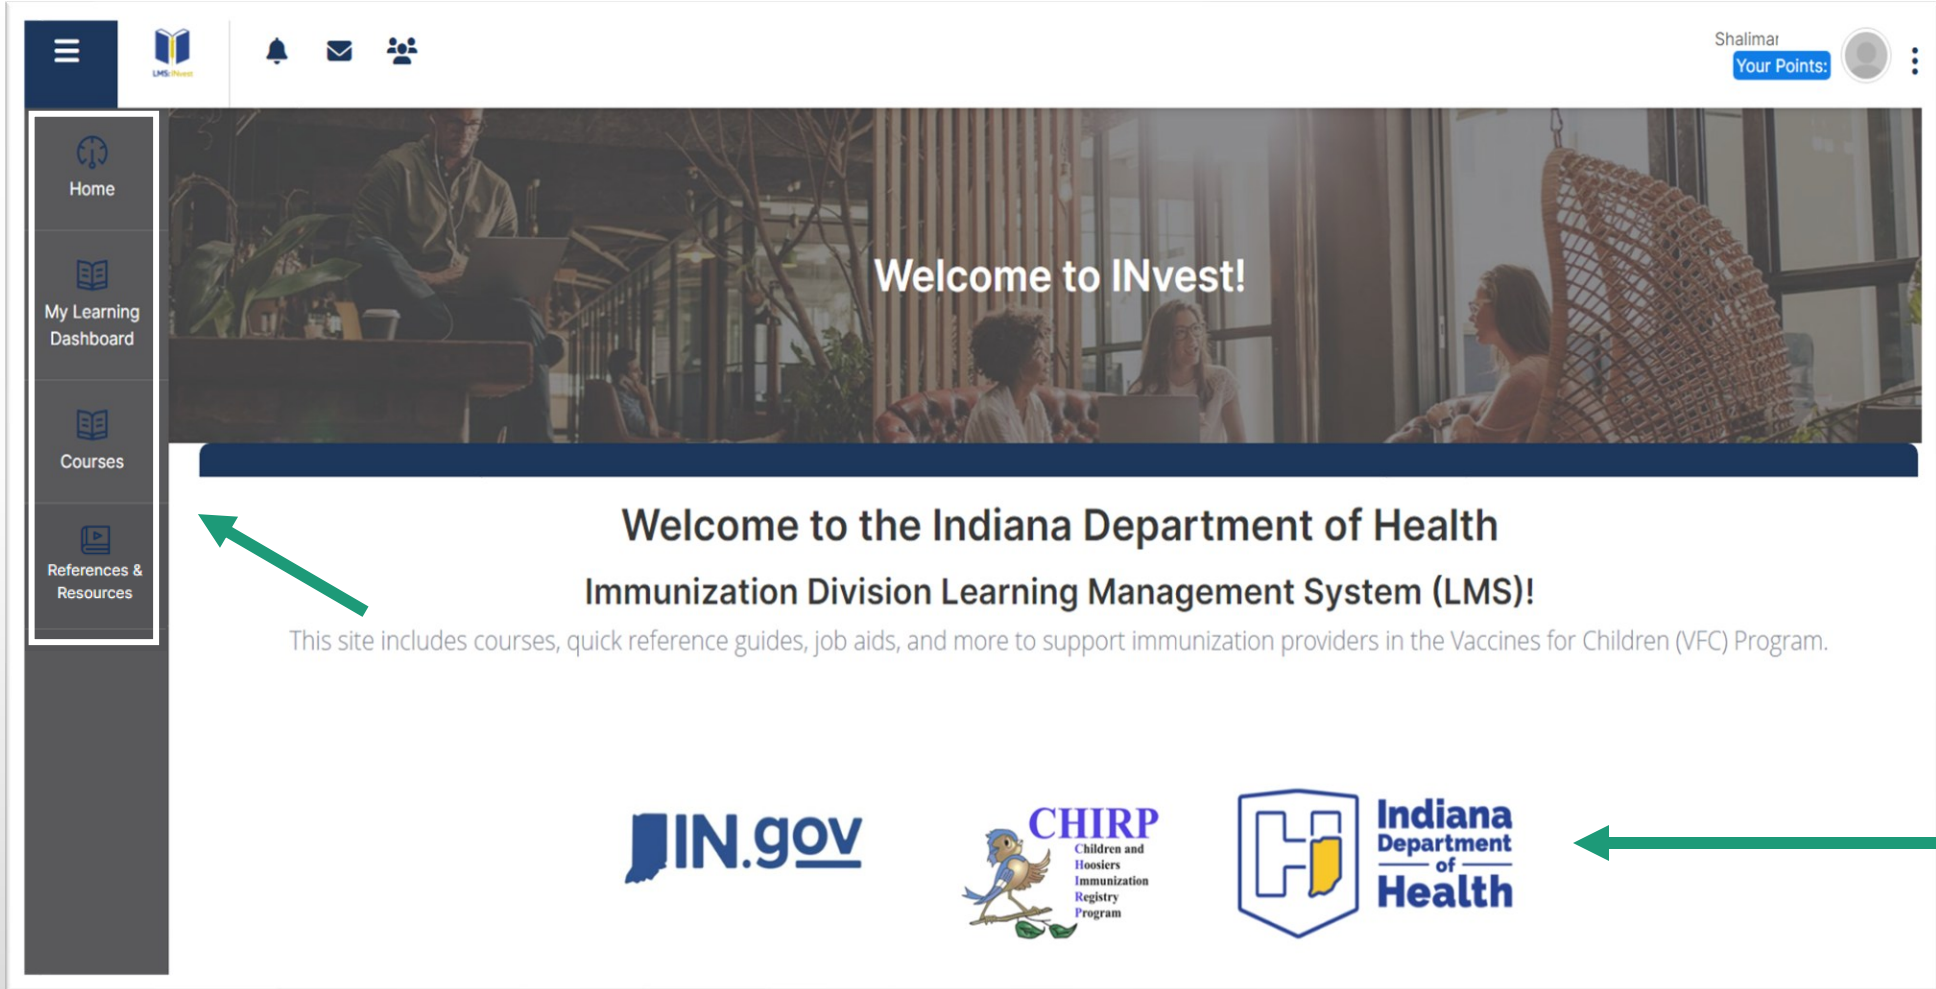 LMS: INvest
Shalimar
Your Points:
Home
My Learning
Dashboard
Courses
References &
Resources
Welcome to INvest!
Welcome to the Indiana Department of Health
Immunization Division Learning Management System (LMS)!
This site includes courses, quick reference guides, job aids, and more to support immunization providers in the Vaccines for Children (VFC) Program.
IN.gov
CHIRP
Children and
Hoosiers
Immunization
Registry
Program
Indiana
Department
of
Health